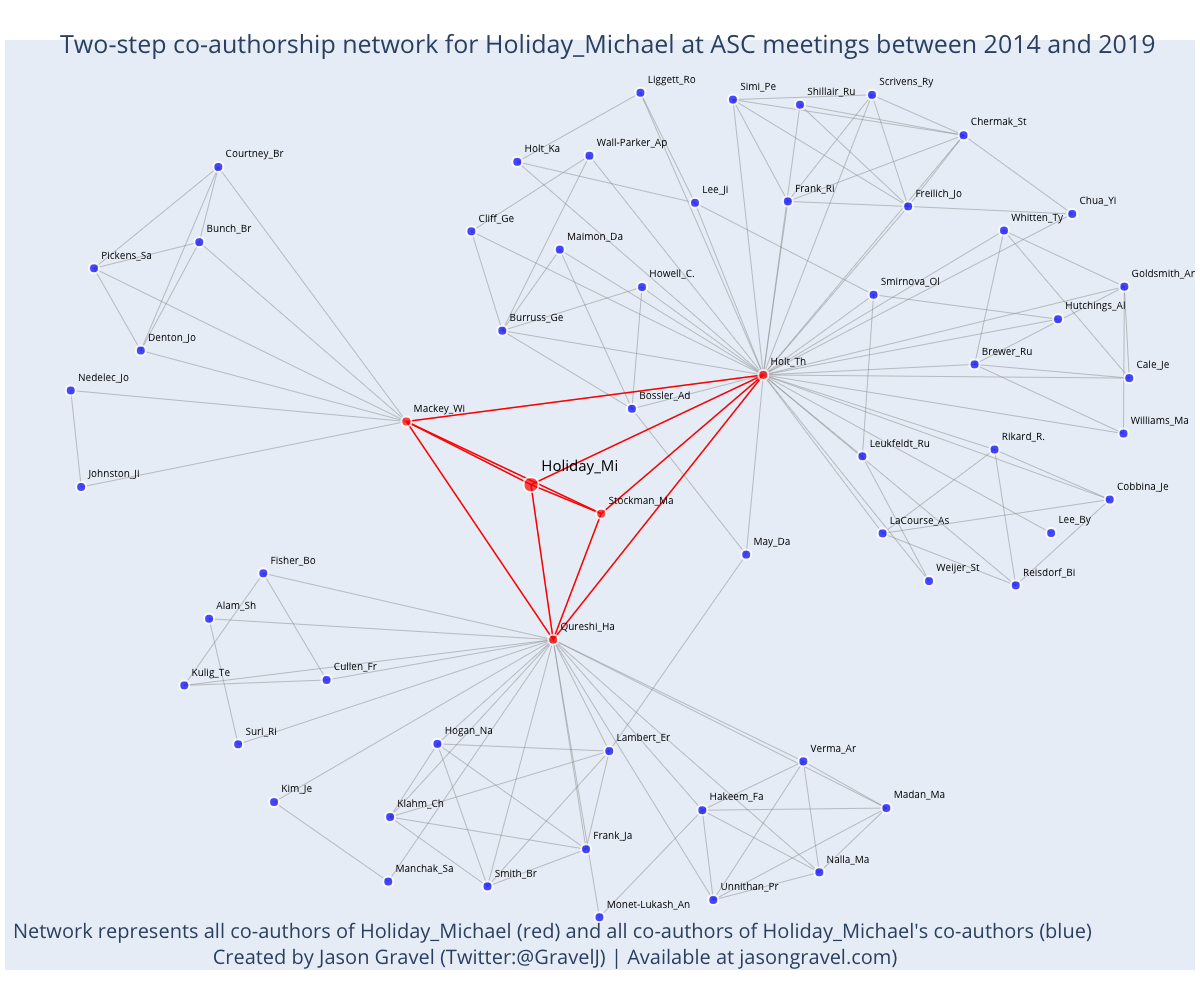 Two-step co-authorship network for Holiday_Michael at ASC meetings between 2014 and 2019
Liggett_Ro
Simi_Pe
Shillair_Ru
Scrivens_Ry
Chermak_St
Holt_Ka
Wall-Parker_Ap
Courtney_Br
Lee_Ji
Frank_Ri
Freilich_Jo
Chua_Yi
Whitten_Ty
Cliff_Ge
Bunch_Br
Maimon_Da
Pickens_Sa
Howell_C.
Smirnova_Ol
Goldsmith_An
Hutchings_Al
Burruss_Ge
Denton_Jo
Holt_Th
Brewer_Ru
Cale_Je
Nedelec_Jo
Mackey_Wi
Bossler_Ad
Williams_Ma
Leukfeldt_Ru
Rikard_R.
Holiday_Mi
Johnston_Ji
Stockman_Ma
Cobbina_Je
LaCourse_As
Lee_By
May_Da
Weijer_St
Reisdorf_Bi
Fisher_Bo
Alam_Sh
Qureshi_Ha
Kulig_Te
Cullen_Fr
Suri_Ri
Hogan_Na
Lambert_Er
Verma_Ar
Kim_Je
Klahm_Ch
Hakeem_Fa
Madan_Ma
Frank_Ja
Manchak_Sa
Smith_Br
Nalla_Ma
Unnithan_Pr
Monet-Lukash_An
Network represents all co-authors of Holiday_Michael (red) and all co-authors of Holiday_Michael's co-authors (blue)
Created by Jason Gravel (Twitter:@GravelJ) | Available at jasongravel.com)